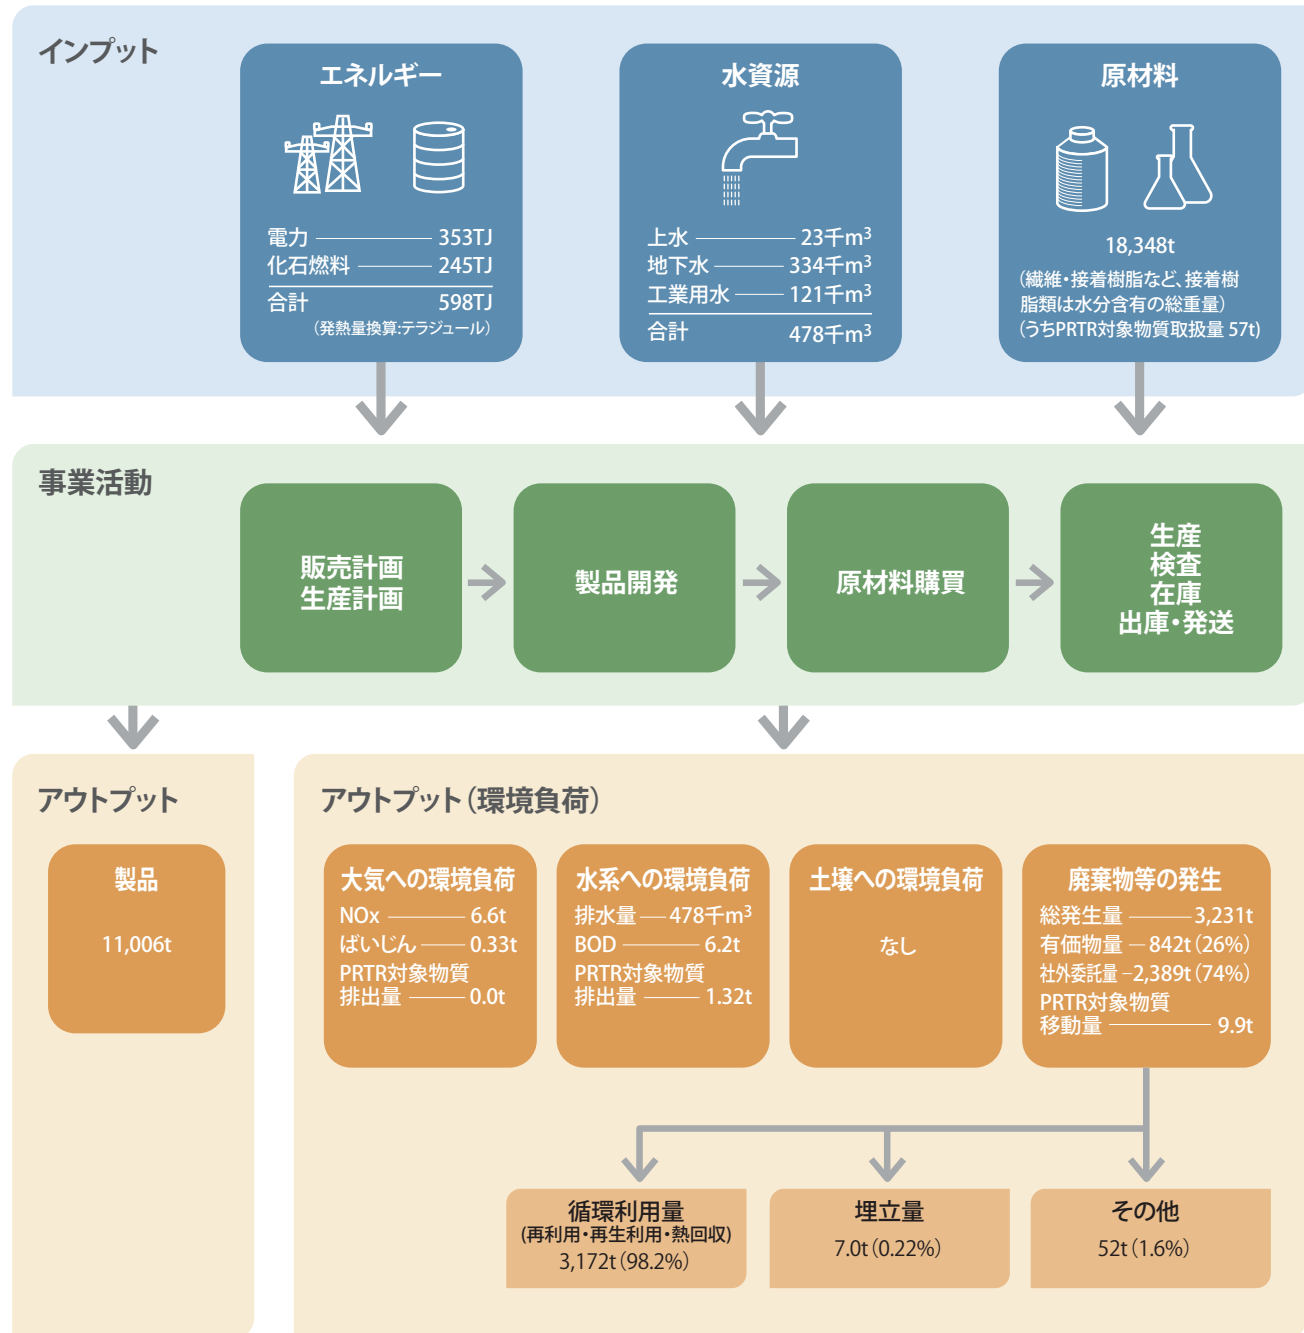 インプット
エネルギー
電力 353TJ
化石燃料 245TJ
合計 598TJ
(発熱量換算:テラジュール)
水資源
上水 23千m³
地下水 334千m³
工業用水 121千m³
合計 478千m³
原材料
18,348t
(繊維・接着樹脂など、接着樹
脂類は水分含有の総重量)
(うちPRTR対象物質取扱量 57t)
事業活動
販売計画
生産計画
製品開発
原材料購買
生産
検査
在庫
出庫・発送
アウトプット
製品
11,006t
アウトプット(環境負荷)
大気への環境負荷
NOx 6.6t
ばいじん 0.33t
PRTR対象物質
排出量 0.0t
水系への環境負荷
排水量 478千m³
BOD 6.2t
PRTR対象物質
排出量 1.32t
土壌への環境負荷
なし
廃棄物等の発生
総発生量 3,231t
有価物量 842t(26%)
社外委託量 2,389t(74%)
PRTR対象物質
移動量 9.9t
循環利用量
(再利用・再生利用・熱回収)
3,172t(98.2%)
埋立量
7.0t(0.22%)
その他
52t(1.6%)